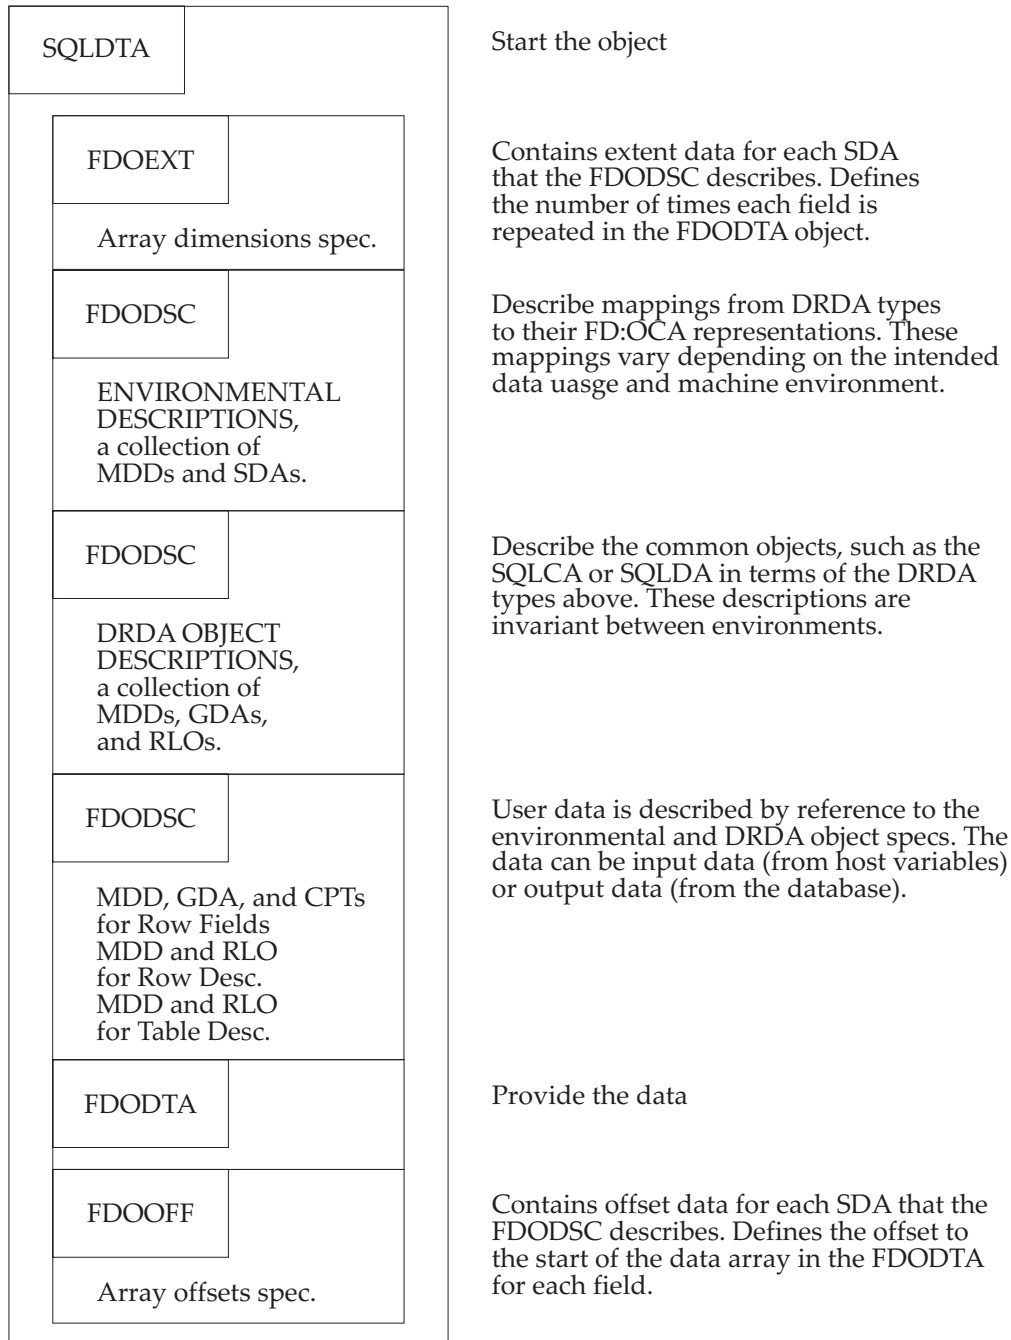 SQLDTA
Start the object
FDOEXT
Array dimensions spec.
Contains extent data for each SDA
that the FDODSC describes. Defines
the number of times each field is
repeated in the FDODTA object.
FDODSC
ENVIRONMENTAL
DESCRIPTIONS,
a collection of
MDDs and SDAs.
Describe mappings from DRDA types
to their FD:OCA representations. These
mappings vary depending on the intended
data uasge and machine environment.
FDODSC
DRDA OBJECT
DESCRIPTIONS,
a collection of
MDDs, GDAs,
and RLOs.
Describe the common objects, such as the
SQLCA or SQLDA in terms of the DRDA
types above. These descriptions are
invariant between environments.
FDODSC
MDD, GDA, and CPTs
for Row Fields
MDD and RLO
for Row Desc.
MDD and RLO
for Table Desc.
User data is described by reference to the
environmental and DRDA object specs. The
data can be input data (from host variables)
or output data (from the database).
FDODTA
Provide the data
FDOOFF
Array offsets spec.
Contains offset data for each SDA that the
FDODSC describes. Defines the offset to
the start of the data array in the FDODTA
for each field.